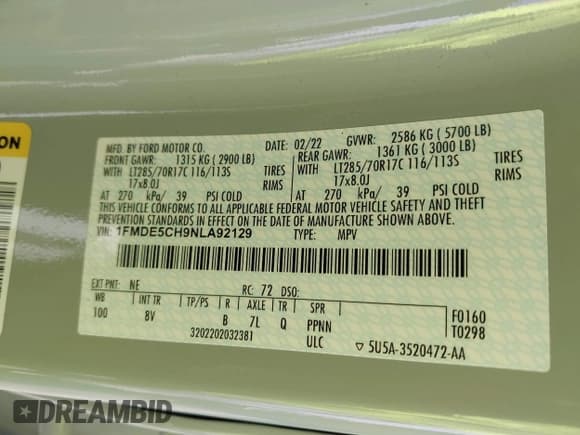 ION
MFD. BY FORD MOTOR CO. 02/22 GVWR: 2586 KG ( 5700 LB)
FRONT GAWR: 1315 KG ( 2900 LB) REAR GAWR: 1361 KG ( 3000 LB)
WITH LT285/70R17C 116/113S TIRES WITH LT285/70R17C 116/113S TIRES
17x8.0J RIMS 17x8.0J RIMS
AT 270 kPa/ 39 PSI COLD AT 270 kPa/ 39 PSI COLD
THIS VEHICLE CONFORMS TO ALL APPLICABLE FEDERAL MOTOR VEHICLE SAFETY AND THEFT
PREVENTION STANDARDS IN EFFECT ON THE DATE OF MANUFACTURE SHOWN ABOVE.
VIN: 1FMDE5CH9NLA92129 TYPE: MPV
EXT PNT: NE RC: 72 DSO:
WB INT TR TP/PS R AXLE TR SPR F0160
100 8V B 7L Q PPNN T0298
3202202032381 ULC ▽ 5U5A-3520472-AA
DREAMBID